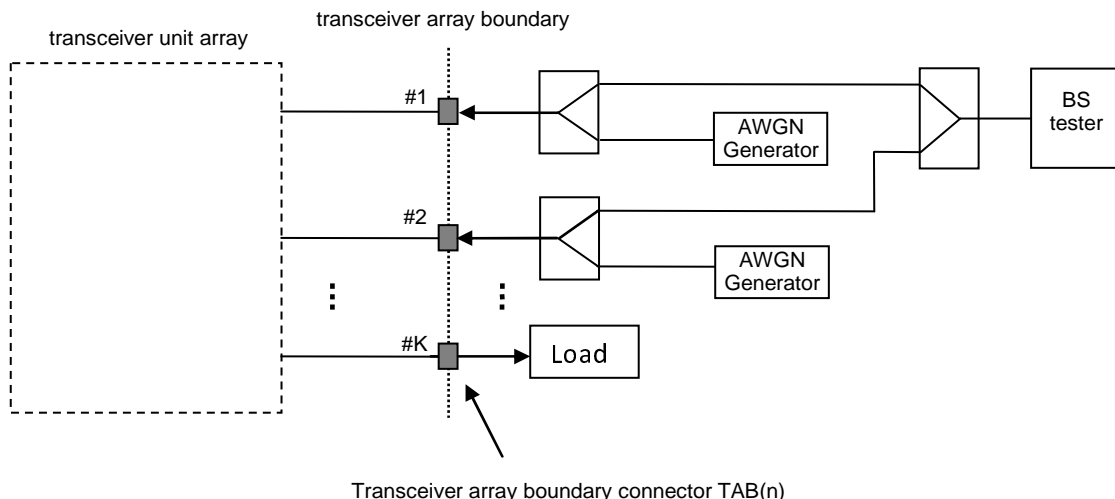 transceiver array boundary
transceiver unit array
#1
BS
tester
AWGN
Generator
#2
AWGN
Generator
#K
Load
Transceiver array boundary connector TAB(n)